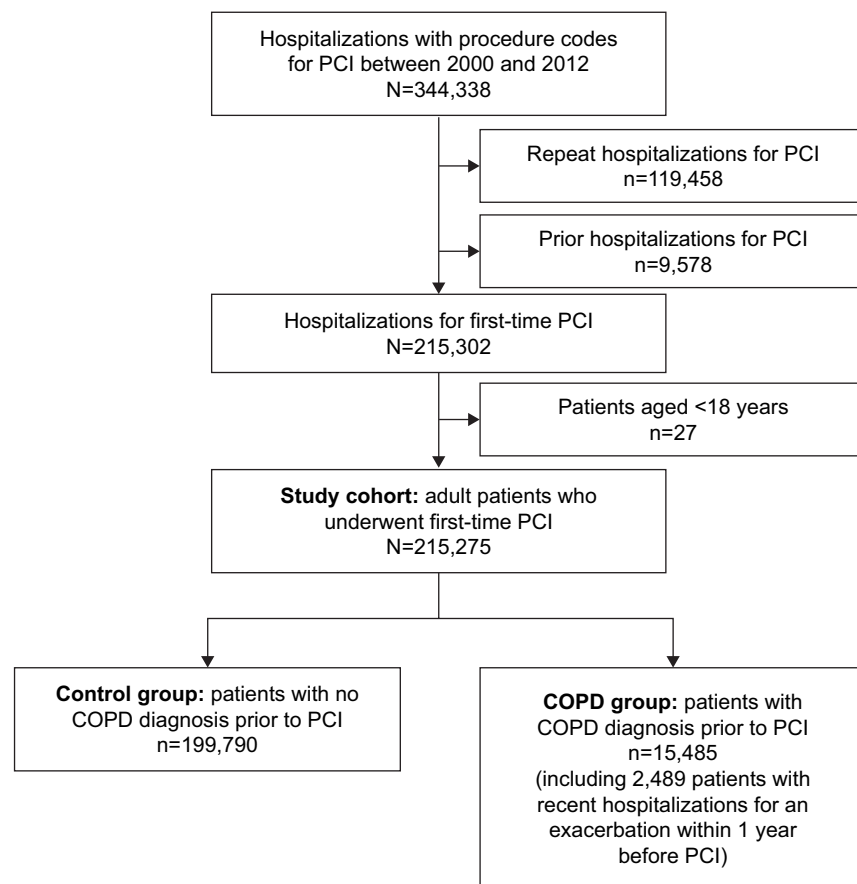 Hospitalizations with procedure codes
for PCI between 2000 and 2012
N=344,338
Repeat hospitalizations for PCI
n=119,458
Prior hospitalizations for PCI
n=9,578
Hospitalizations for first-time PCI
N=215,302
Patients aged <18 years
n=27
Study cohort: adult patients who
underwent first-time PCI
N=215,275
Control group: patients with no
COPD diagnosis prior to PCI
n=199,790
COPD group: patients with
COPD diagnosis prior to PCI
n=15,485
(including 2,489 patients with
recent hospitalizations for an
exacerbation within 1 year
before PCI)